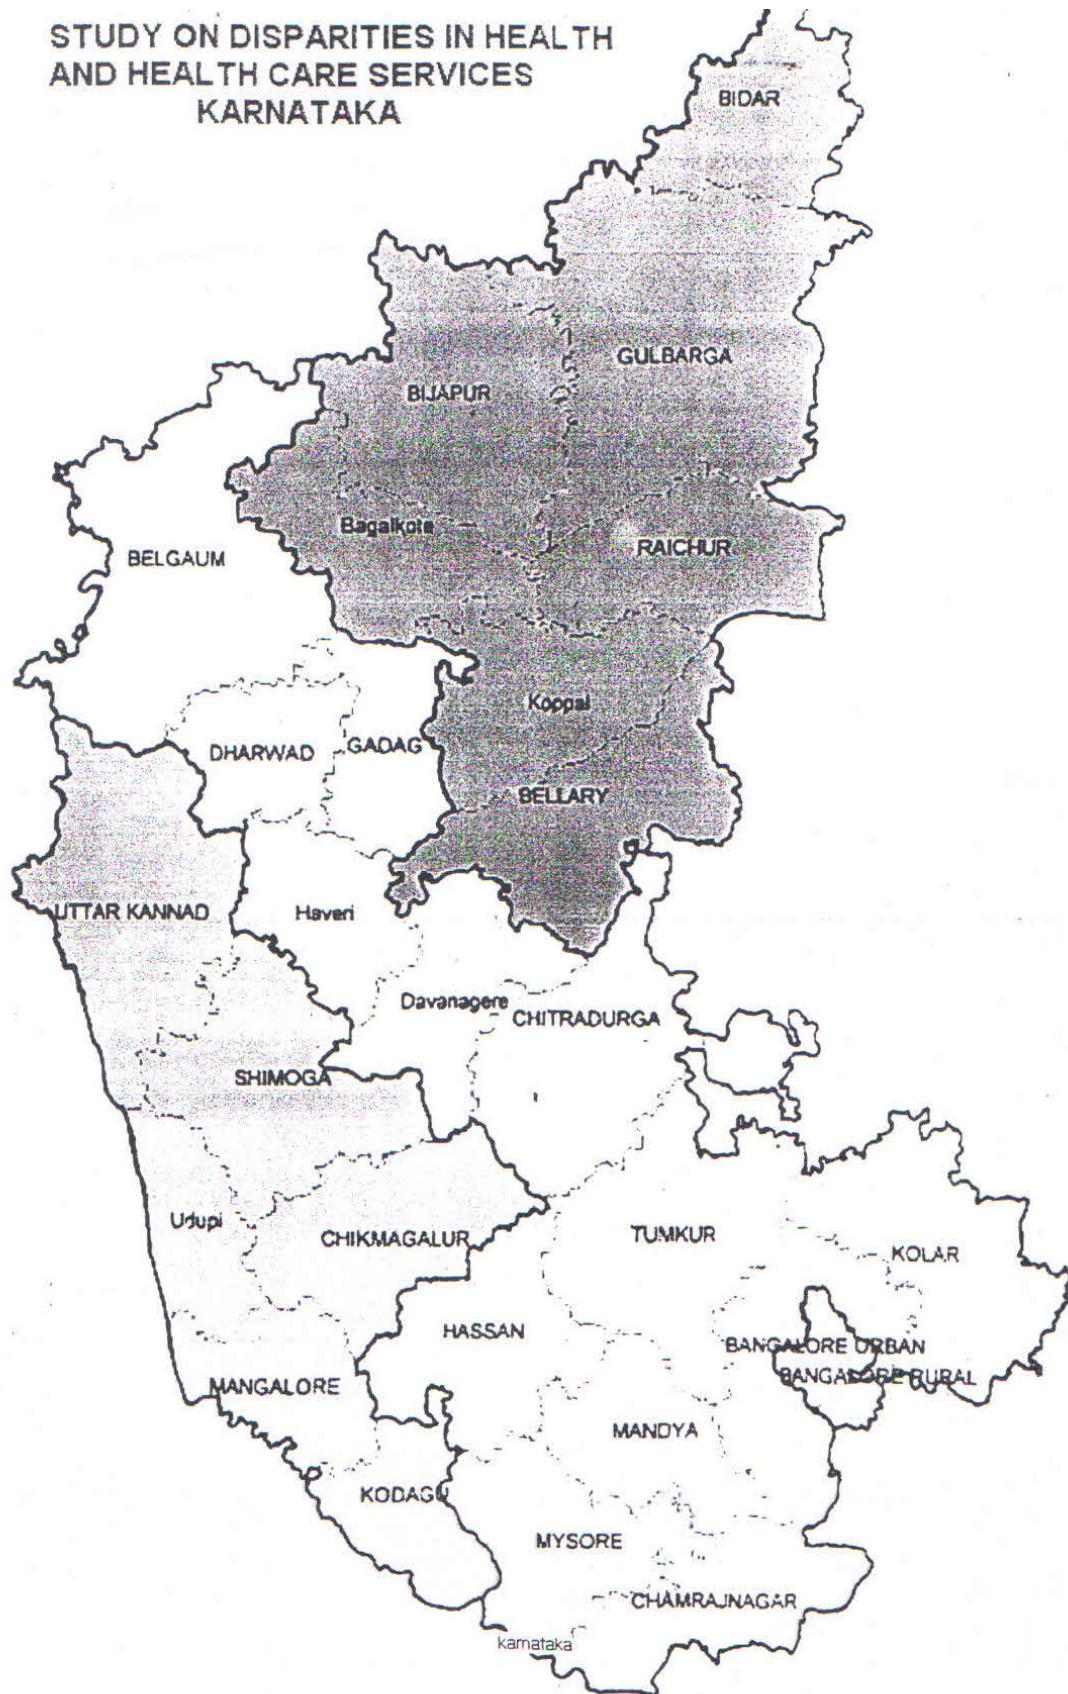 STUDY ON DISPARITIES IN HEALTH
AND HEALTH CARE SERVICES
KARNATAKA
BIDAR
GULBARGA
BIJAPUR
Bagalkote
RAICHUR
BELGAUM
Koppal
DHARWAD
GADAG
BELLARY
UTTAR KANNAD
Haveri
Davanagere
CHITRADURGA
SHIMOGA
Udupi
CHIKMAGALUR
TUMKUR
KOLAR
HASSAN
BANGALORE URBAN
BANGALORE RURAL
MANGALORE
MANDYA
KODAGU
MYSORE
CHAMRAJNAGAR
karnataka